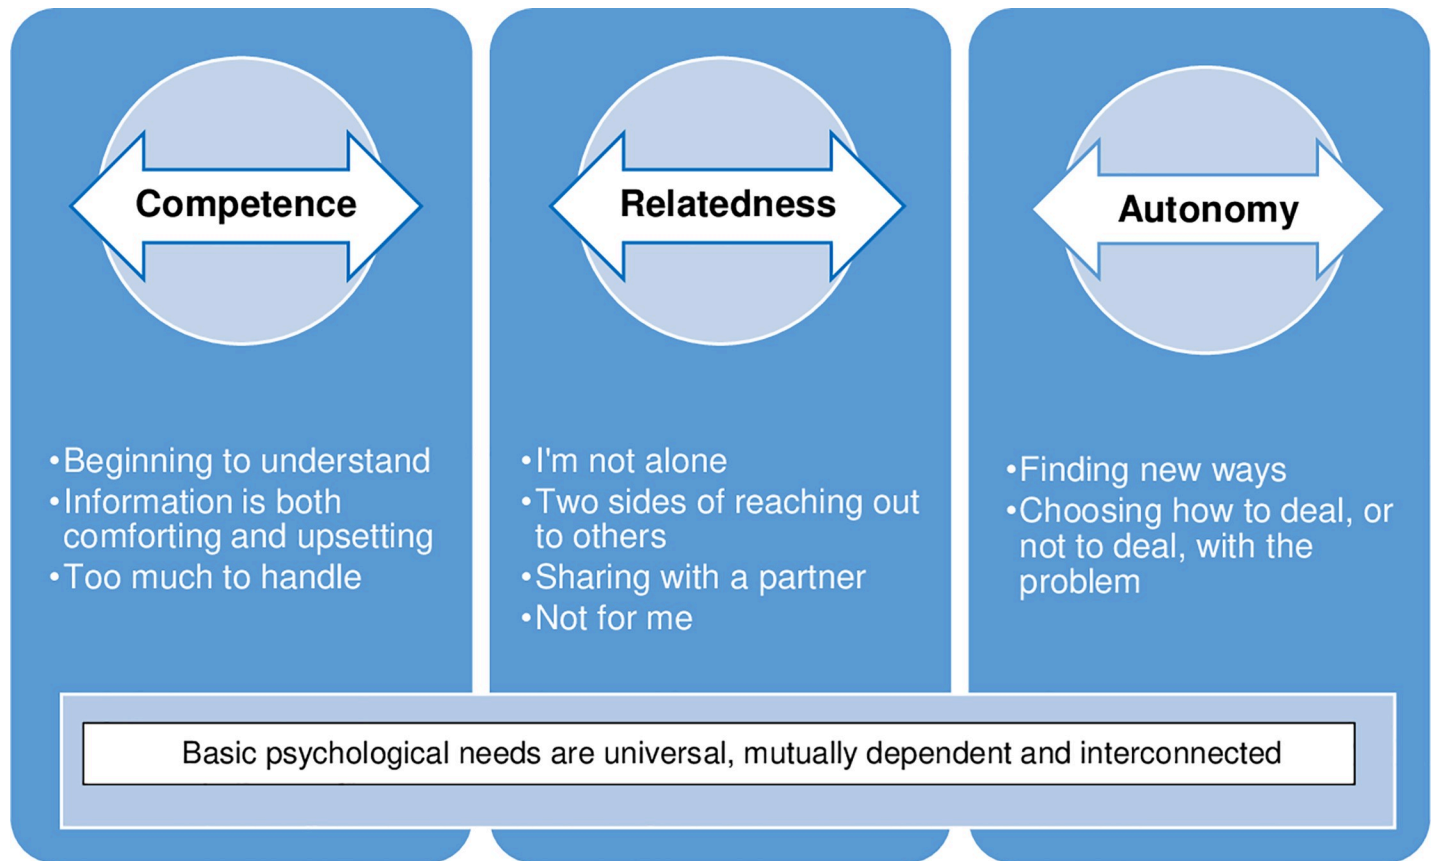 Competence
•Beginning to understand
•Information is both
comforting and upsetting
•Too much to handle
Relatedness
•I'm not alone
•Two sides of reaching out
to others
•Sharing with a partner
•Not for me
Autonomy
•Finding new ways
•Choosing how to deal, or
not to deal, with the
problem
Basic psychological needs are universal, mutually dependent and interconnected